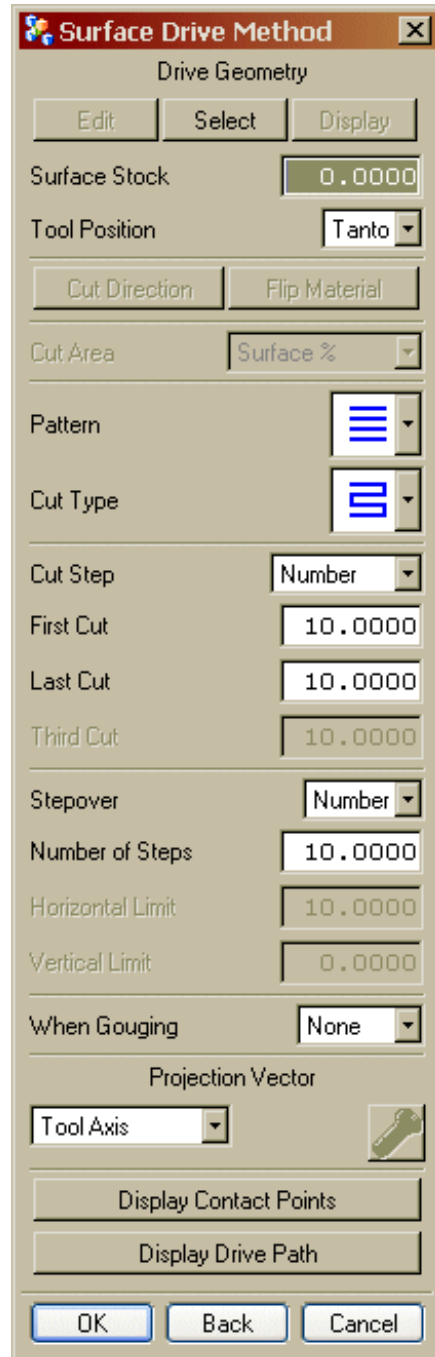 Surface Drive Method
Drive Geometry
Edit Select Display
Surface Stock 0.0000
Tool Position Tanto
Cut Direction Flip Material
Cut Area Surface %
Pattern
Cut Type
Cut Step Number
First Cut 10.0000
Last Cut 10.0000
Third Cut 10.0000
Stepover Number
Number of Steps 10.0000
Horizontal Limit 10.0000
Vertical Limit 0.0000
When Gouging None
Projection Vector
Tool Axis
Display Contact Points
Display Drive Path
OK Back Cancel